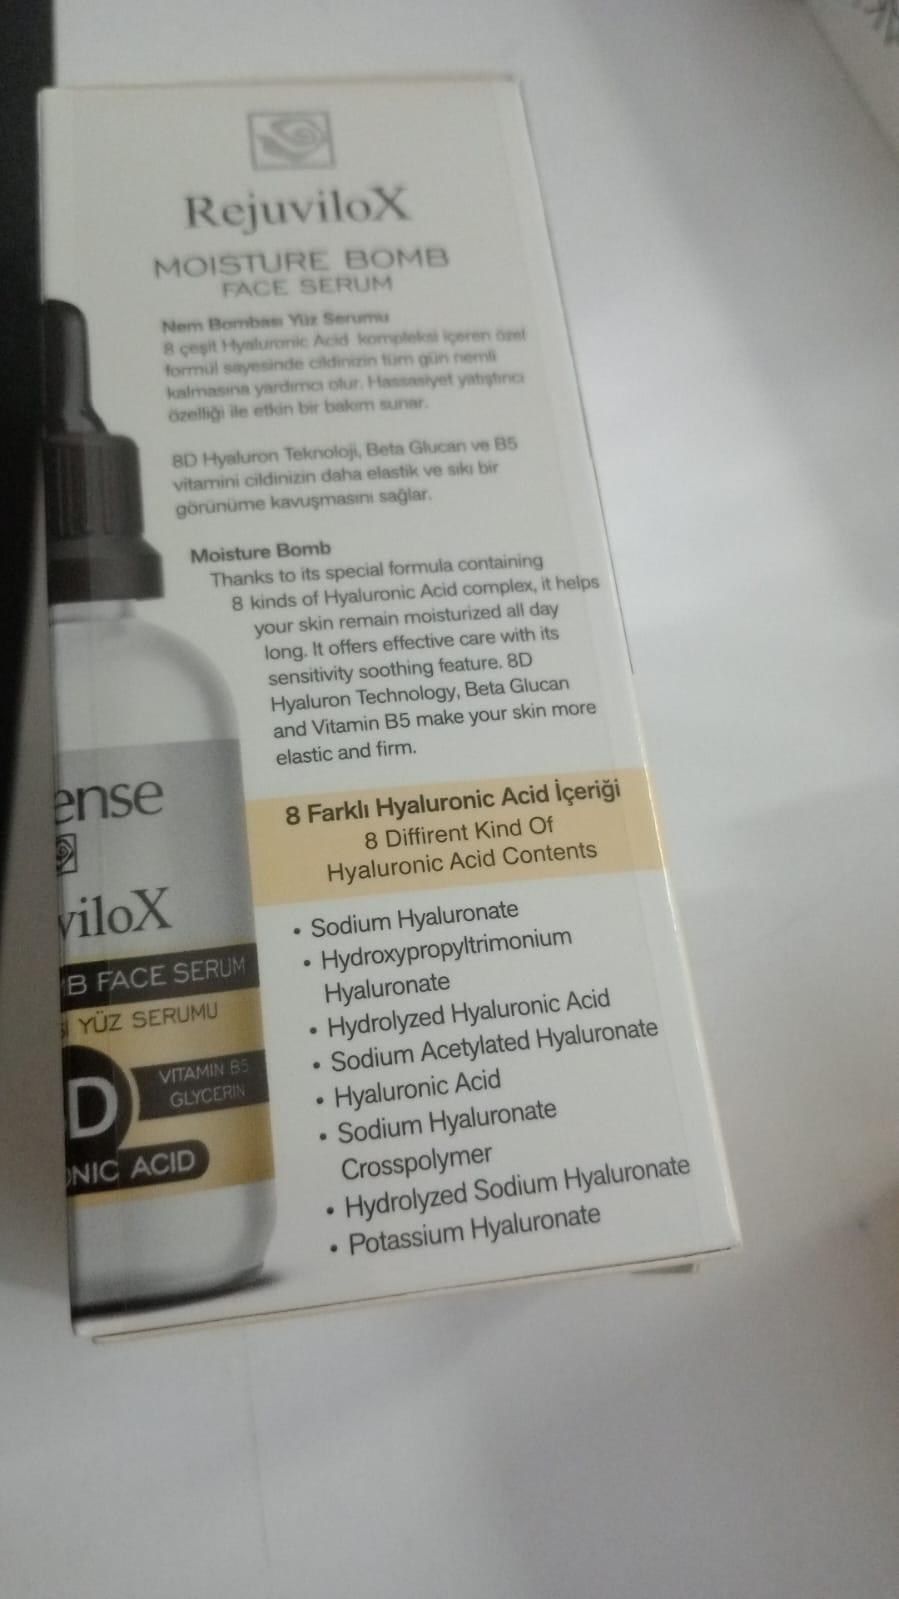 RejuviloX
MOISTURE BOMB
FACE SERUM
Nem Bombası Yüz Serumu
8 çeşit Hyaluronic Acid kompleksi içeren özel
formül sayesinde cildinizin tüm gün nemli
kalmasına yardımcı olur. Hassasiyet yatıştırıcı
özelliği ile etkin bir bakım sunar.
8D Hyaluron Teknoloji, Beta Glucan ve B5
vitamini cildinizin daha elastik ve sıkı bir
görünüme kavuşmasını sağlar.
Moisture Bomb
Thanks to its special formula containing
8 kinds of Hyaluronic Acid complex, it helps
your skin remain moisturized all day
long. It offers effective care with its
sensitivity soothing feature. 8D
Hyaluron Technology, Beta Glucan
and Vitamin B5 make your skin more
elastic and firm.
8 Farklı Hyaluronic Acid İçeriği
8 Diffirent Kind Of
Hyaluronic Acid Contents
• Sodium Hyaluronate
• Hydroxypropyltrimonium
Hyaluronate
• Hydrolyzed Hyaluronic Acid
• Sodium Acetylated Hyaluronate
• Hyaluronic Acid
• Sodium Hyaluronate
Crosspolymer
• Hydrolyzed Sodium Hyaluronate
• Potassium Hyaluronate
ense
viloX
B FACE SERUM
YÜZ SERUMU
D
VITAMIN B5
GLYCERIN
ONIC ACID